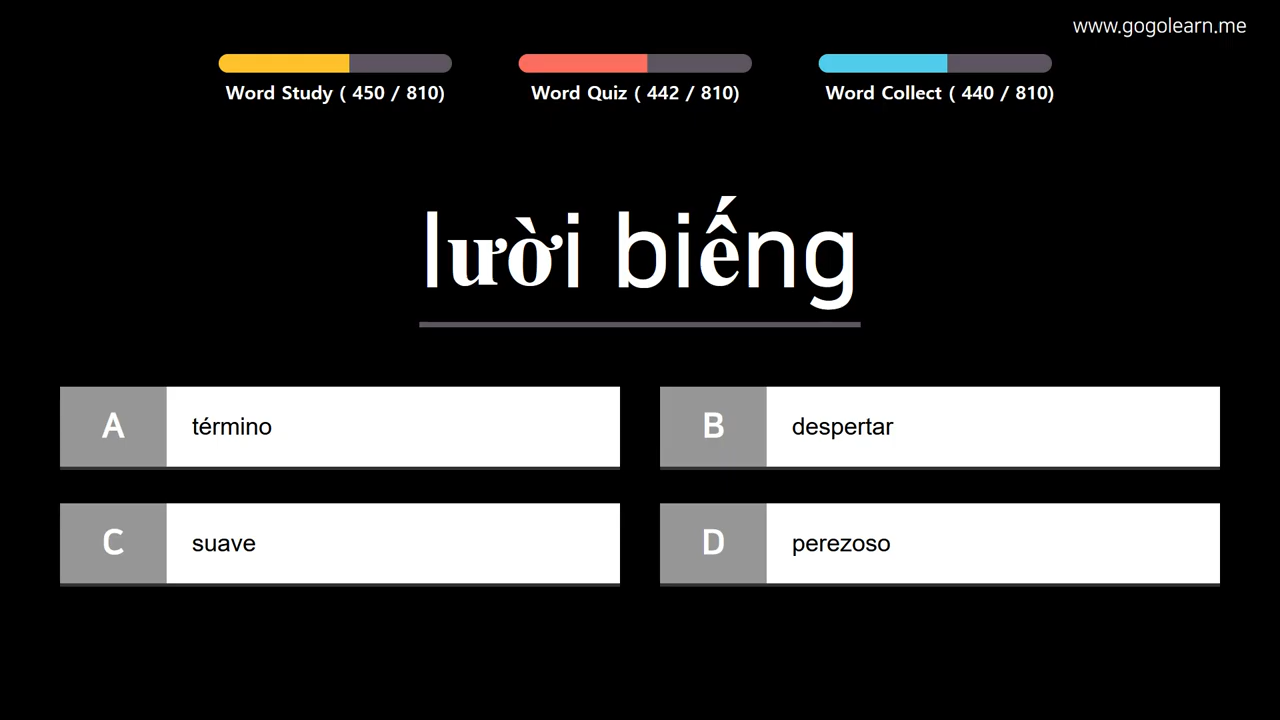 www.gogolearn.me
Word Study ( 450 / 810)
Word Quiz ( 442 / 810)
Word Collect ( 440 / 810)
lười biếng
A término
B despertar
C suave
D perezoso